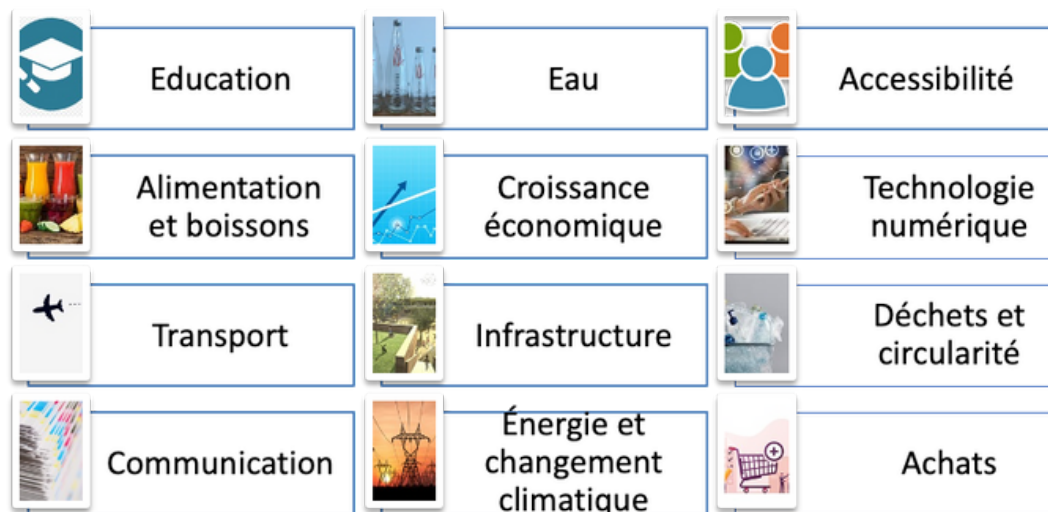 Education
Eau
Accessibilité
Alimentation
et boissons
Croissance
économique
Technologie
numérique
Transport
Infrastructure
Déchets et
circularité
Communication
Énergie et
changement
climatique
Achats